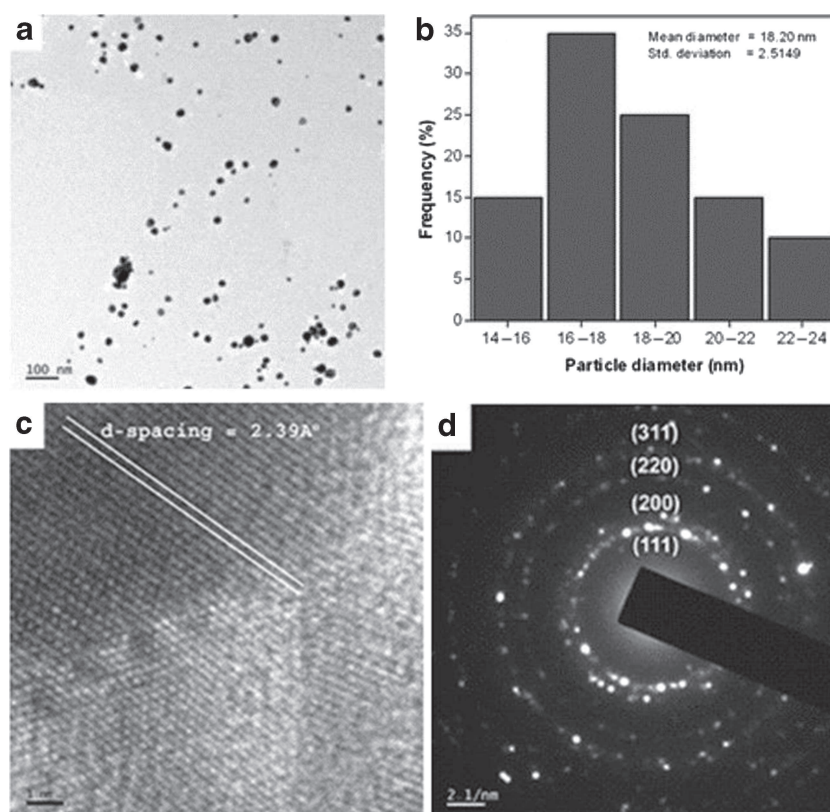 a
100 nm
b
Mean diameter = 18.20 nm
Std. deviation = 2.5149
35
30
25
20
15
10
5
0
Frequency (%)
14–16 16–18 18–20 20–22 22–24
Particle diameter (nm)
c
d-spacing = 2.39A°
1 nm
d
(311)
(220)
(200)
(111)
2.1/nm